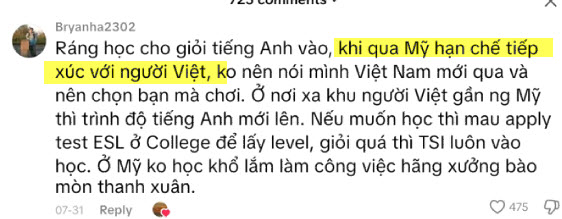 723 comments
Bryanha2302
Ráng học cho giỏi tiếng Anh vào, khi qua Mỹ hạn chế tiếp
xúc với người Việt, ko nên nói mình Việt Nam mới qua và
nên chọn bạn mà chơi. Ở nơi xa khu người Việt gần ng Mỹ
thì trình độ tiếng Anh mới lên. Nếu muốn học thì mau apply
test ESL ở College để lấy level, giỏi quá thì TSI luôn vào
học. Ở Mỹ ko học khổ lắm làm công việc hãng xưởng bào
mòn thanh xuân.
07-31 Reply 475